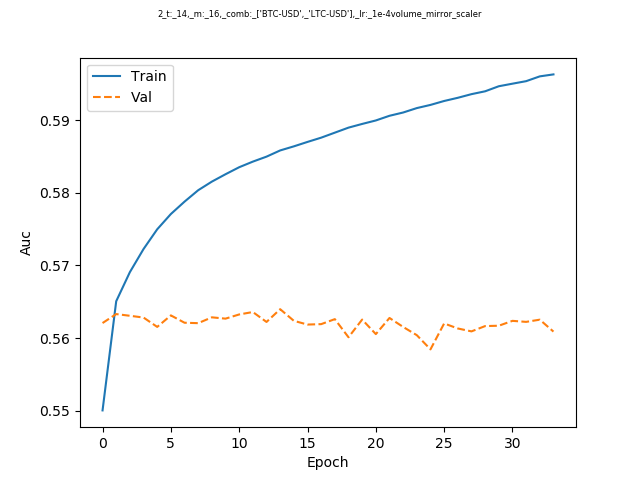 2_t:_14,_m:_16,_comb:_['BTC-USD',_'LTC-USD'],_lr:_1e-4volume_mirror_scaler
Train
Val
0.59
0.58
0.57
0.56
0.55
Auc
0 5 10 15 20 25 30
Epoch